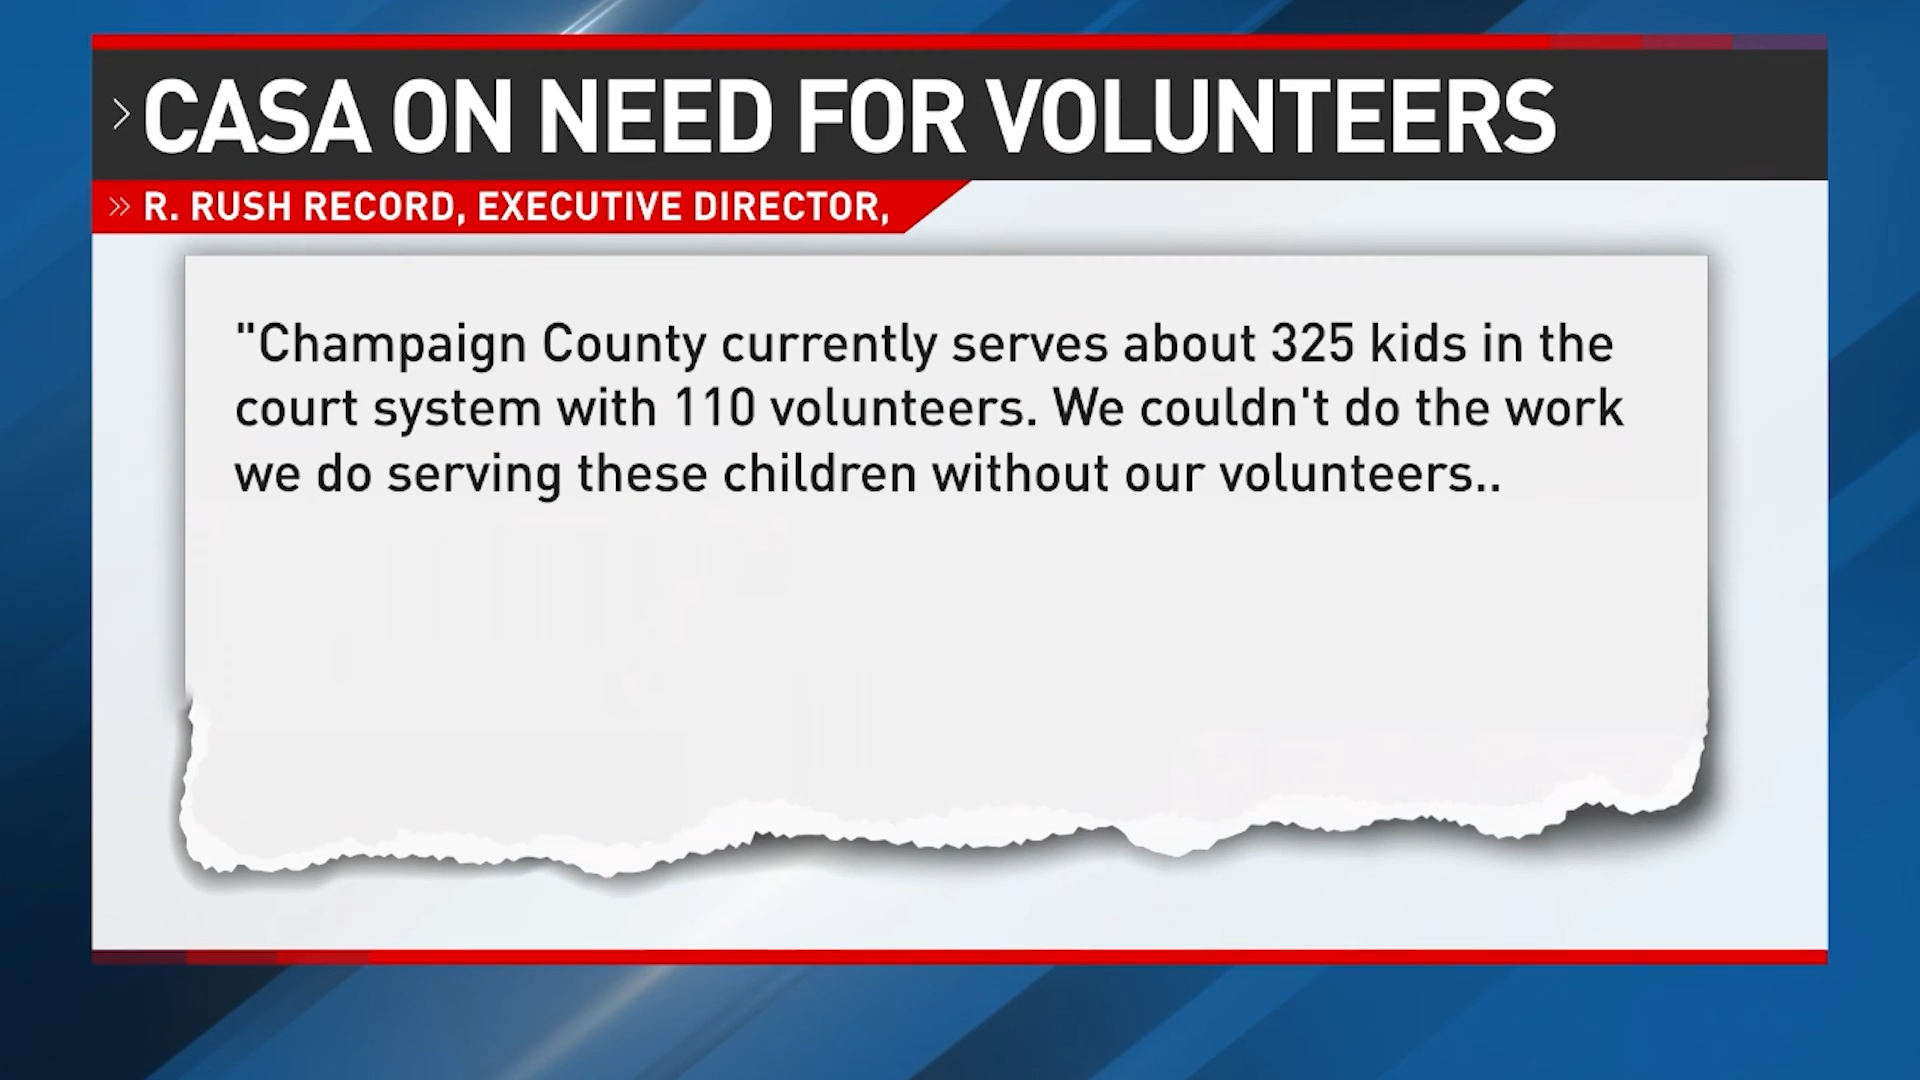 CASA ON NEED FOR VOLUNTEERS
R. RUSH RECORD, EXECUTIVE DIRECTOR,
"Champaign County currently serves about 325 kids in the
court system with 110 volunteers. We couldn't do the work
we do serving these children without our volunteers..